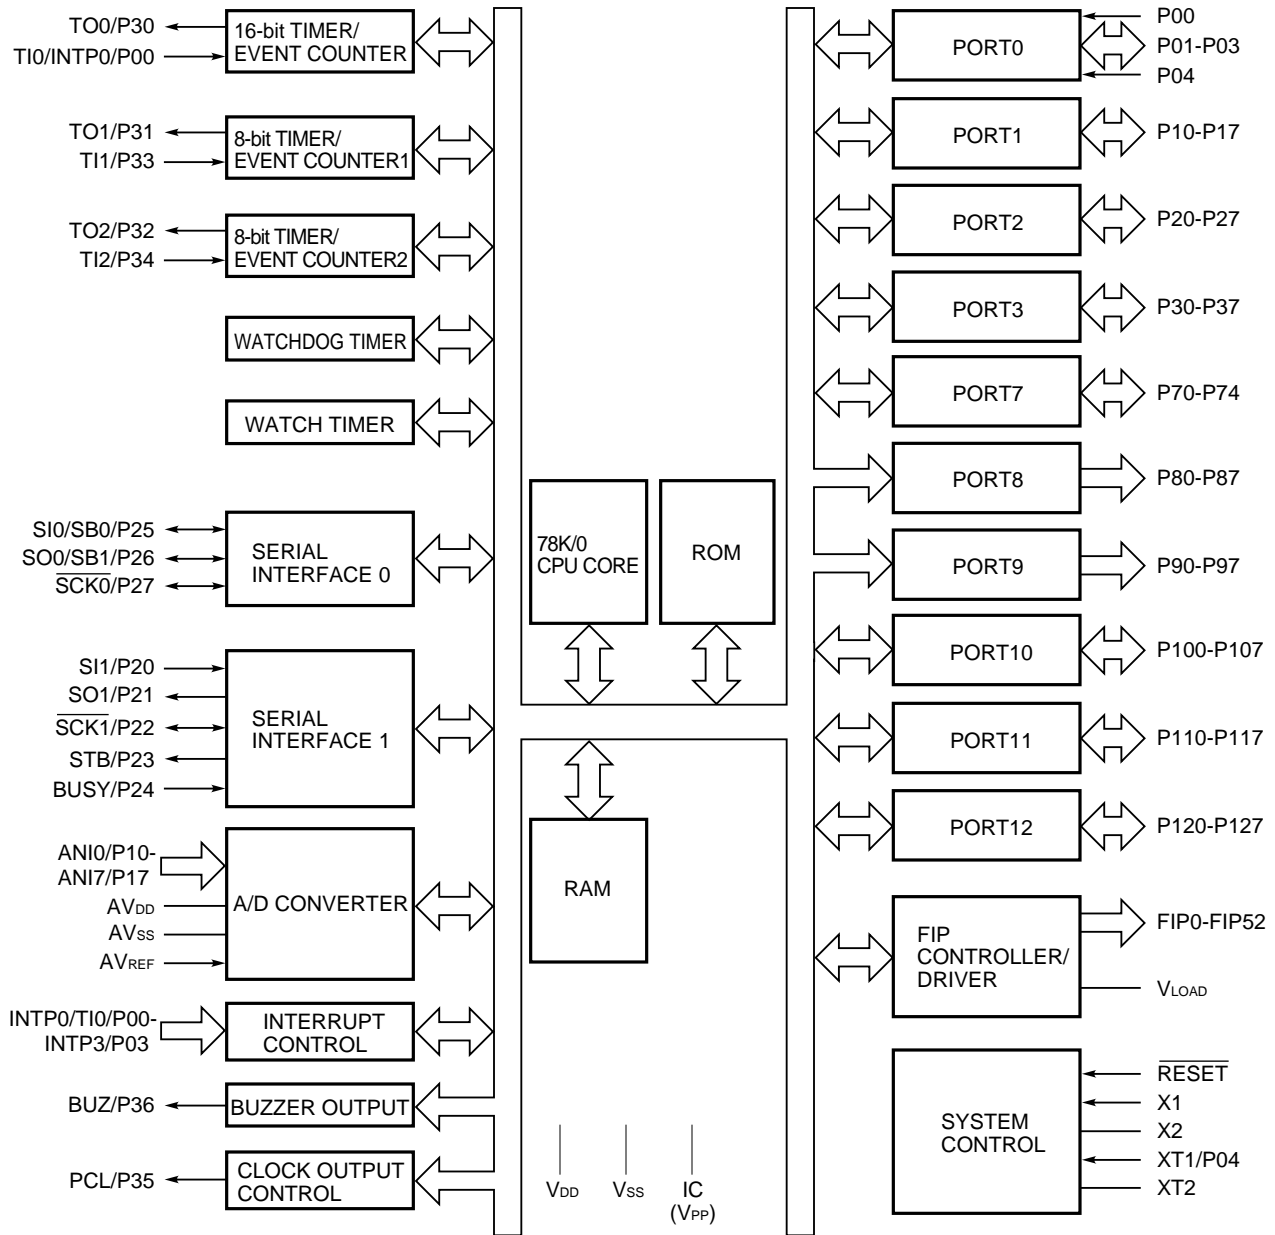 TO0/P30
TI0/INTP0/P00
16-bit TIMER/
EVENT COUNTER
TO1/P31
TI1/P33
8-bit TIMER/
EVENT COUNTER1
TO2/P32
TI2/P34
8-bit TIMER/
EVENT COUNTER2
WATCHDOG TIMER
WATCH TIMER
SI0/SB0/P25
SO0/SB1/P26
S̅C̅K̅0̅/P27
SERIAL
INTERFACE 0
SI1/P20
SO1/P21
S̅C̅K̅1̅/P22
STB/P23
BUSY/P24
SERIAL
INTERFACE 1
ANI0/P10-
ANI7/P17
AVDD
AVSS
AVREF
A/D CONVERTER
INTP0/TI0/P00-
INTP3/P03
INTERRUPT
CONTROL
BUZ/P36
BUZZER OUTPUT
PCL/P35
CLOCK OUTPUT
CONTROL
78K/0
CPU CORE
ROM
RAM
VDD
VSS
IC
(VPP)
PORT0
P00
P01-P03
P04
PORT1
P10-P17
PORT2
P20-P27
PORT3
P30-P37
PORT7
P70-P74
PORT8
P80-P87
PORT9
P90-P97
PORT10
P100-P107
PORT11
P110-P117
PORT12
P120-P127
FIP
CONTROLLER/
DRIVER
FIP0-FIP52
VLOAD
SYSTEM
CONTROL
R̅E̅S̅E̅T̅
X1
X2
XT1/P04
XT2